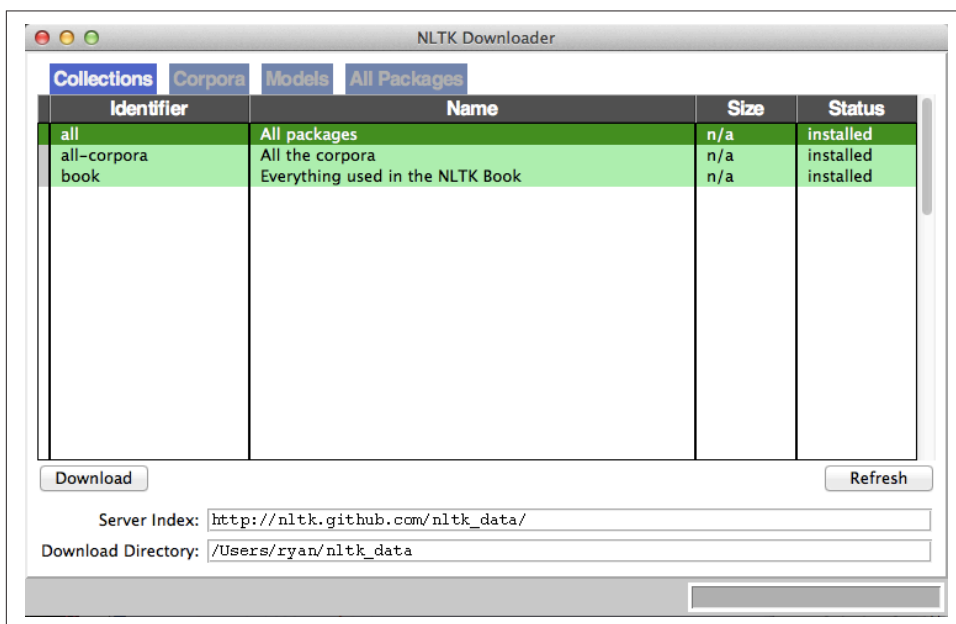 NLTK Downloader
Collections Corpora Models All Packages
Identifier Name Size Status
all All packages n/a installed
all-corpora All the corpora n/a installed
book Everything used in the NLTK Book n/a installed
Download Refresh
Server Index: http://nltk.github.com/nltk_data/
Download Directory: /Users/ryan/nltk_data